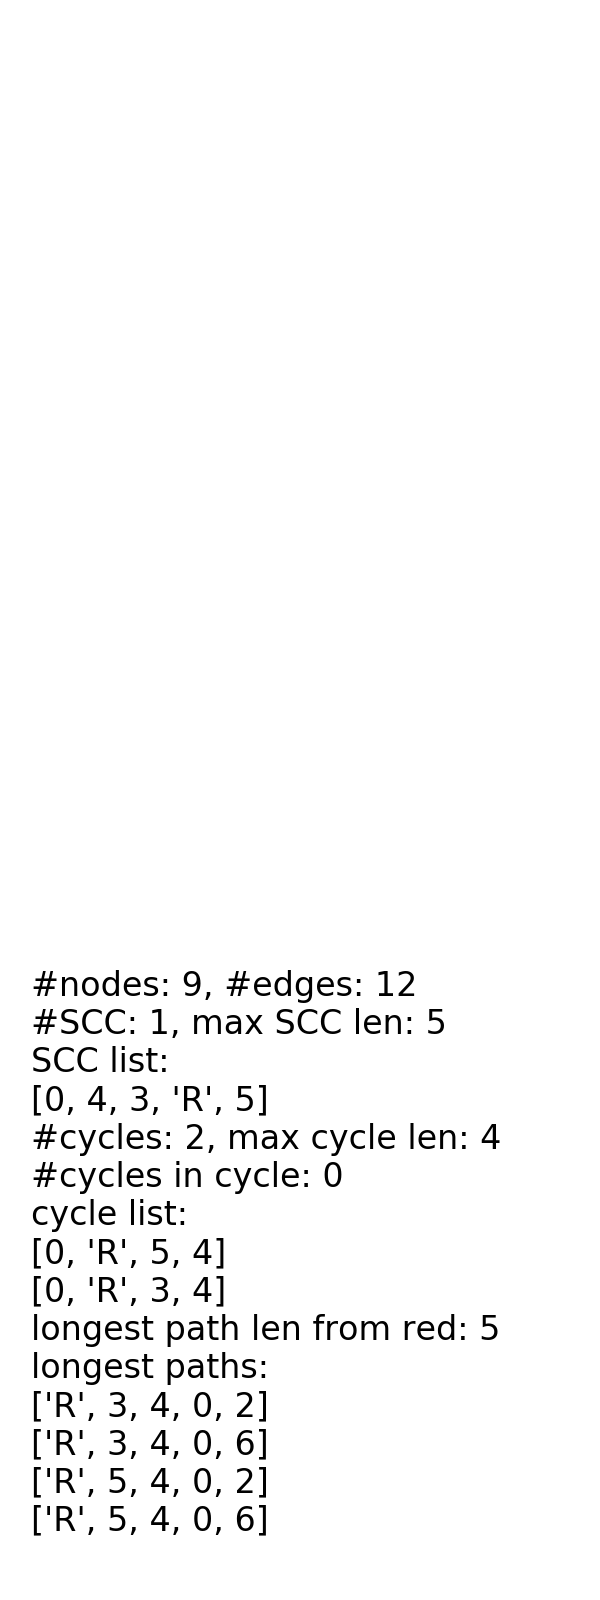 #nodes: 9, #edges: 12
#SCC: 1, max SCC len: 5
SCC list:
[0, 4, 3, 'R', 5]
#cycles: 2, max cycle len: 4
#cycles in cycle: 0
cycle list:
[0, 'R', 5, 4]
[0, 'R', 3, 4]
longest path len from red: 5
longest paths:
['R', 3, 4, 0, 2]
['R', 3, 4, 0, 6]
['R', 5, 4, 0, 2]
['R', 5, 4, 0, 6]